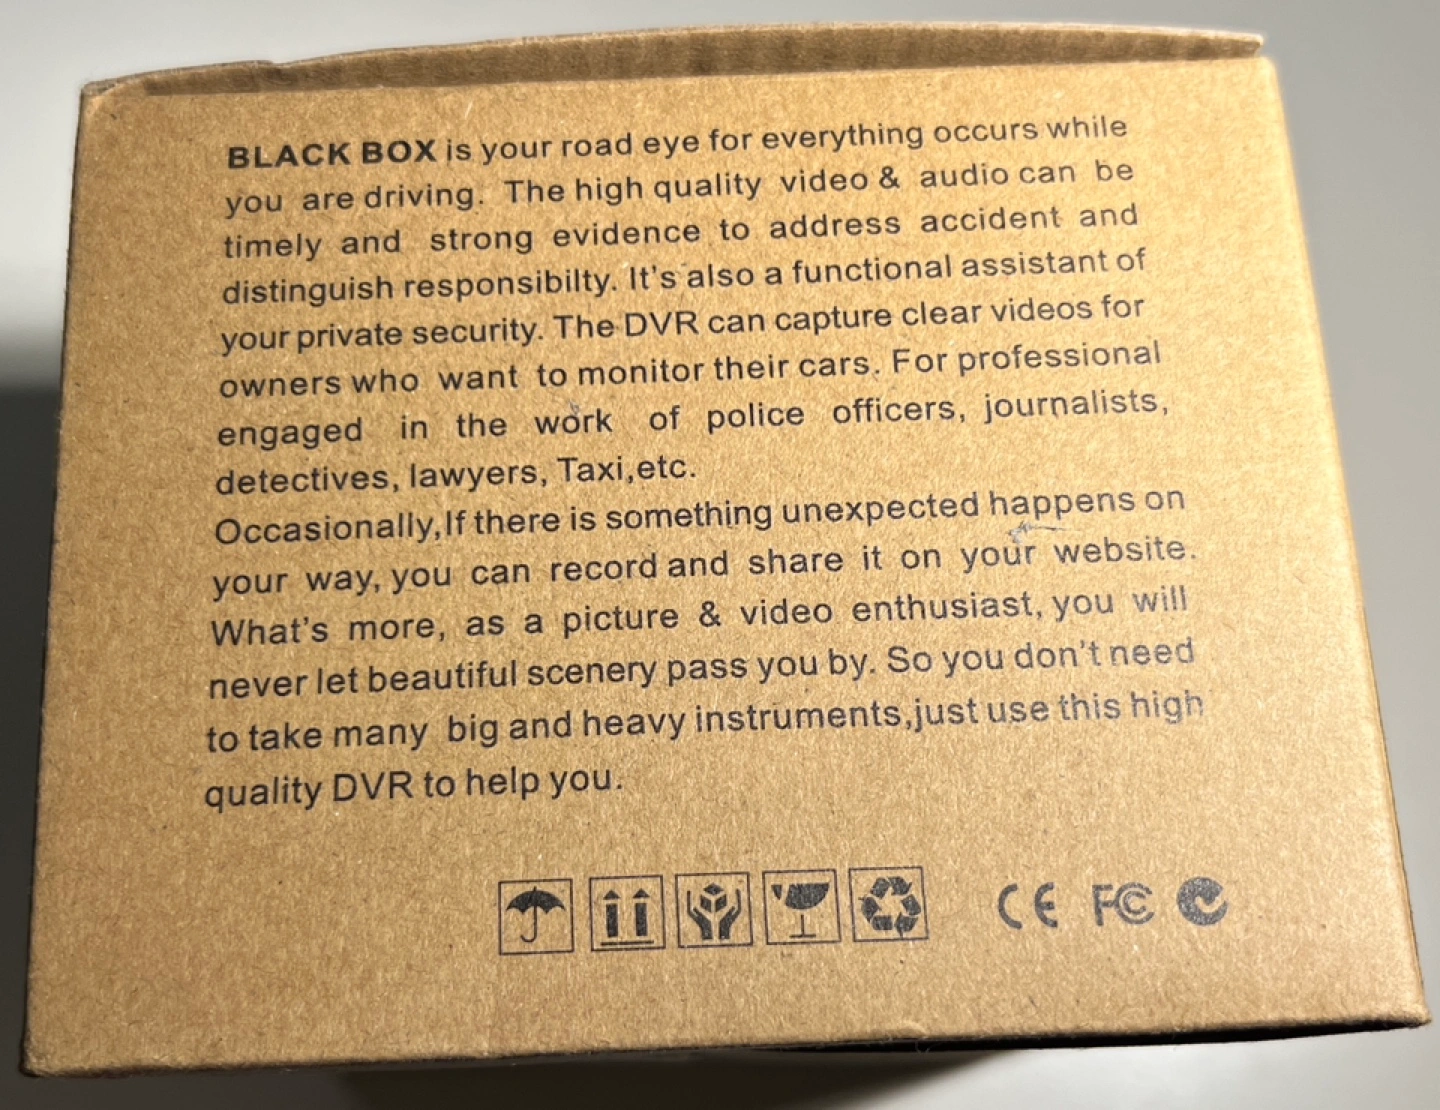 BLACK BOX is your road eye for everything occurs while
you are driving. The high quality video & audio can be
timely and strong evidence to address accident and
distinguish responsibilty. It's also a functional assistant of
your private security. The DVR can capture clear videos for
owners who want to monitor their cars. For professional
engaged in the work of police officers, journalists,
detectives, lawyers, Taxi,etc.
Occasionally,If there is something unexpected happens on
your way, you can record and share it on your website.
What's more, as a picture & video enthusiast, you will
never let beautiful scenery pass you by. So you don't need
to take many big and heavy instruments,just use this high
quality DVR to help you.
CE FC